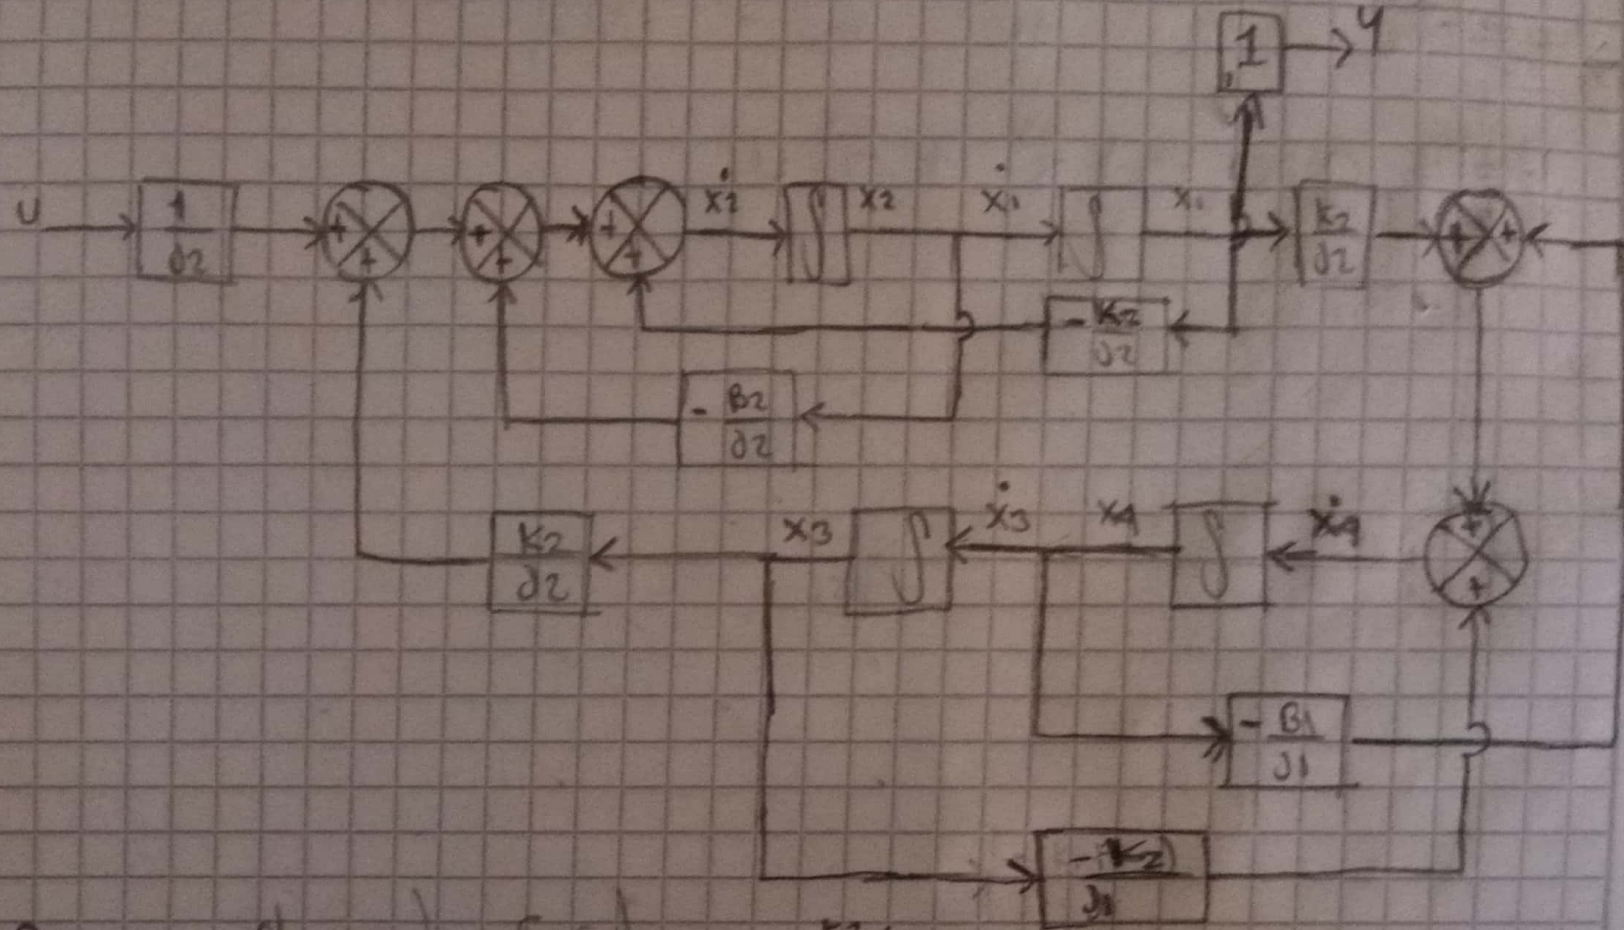 1 → Y
U → 1/J2 + + + + + + ẋ2 ∫ x2 ẋ1 ∫ x1 K2/J2 + +
- K2/J2
- B2/J2
K2/J2 x3 ∫ ẋ3 x4 ∫ ẋ4 + +
- B1/J1
- K2/J1